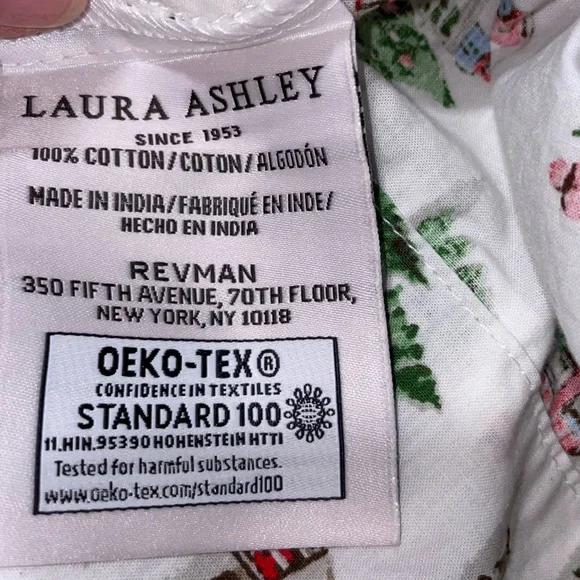 LAURA ASHLEY
SINCE 1953
100% COTTON/COTON/ALGODÓN
MADE IN INDIA/FABRIQUÉ EN INDE/
HECHO EN INDIA
REVMAN
350 FIFTH AVENUE, 70TH FLOOR,
NEW YORK, NY 10118
OEKO-TEX®
CONFIDENCE IN TEXTILES
STANDARD 100
11.HIN.95390 HOHENSTEIN HTTI
Tested for harmful substances.
www.oeko-tex.com/standard100